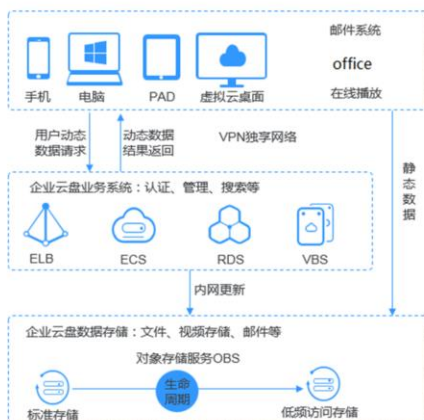 邮件系统
office
在线播放
手机
电脑
PAD
虚拟云桌面
用户动态
数据请求
动态数据
结果返回
VPN独享网络
静态数据
企业云盘业务系统：认证、管理、搜索等
ELB
ECS
RDS
VBS
内网更新
企业云盘数据存储：文件、视频存储、邮件等
对象存储服务OBS
生命
周期
标准存储
低频访问存储